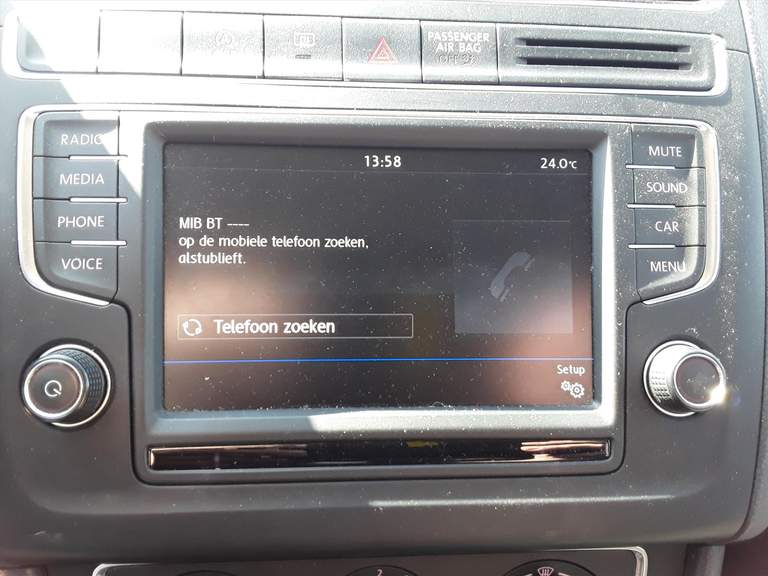 PASSENGER
AIR BAG
OFF
RADIO
MEDIA
PHONE
VOICE
13:58
24.0°C
MIB BT ----
op de mobiele telefoon zoeken,
alstublieft.
Telefoon zoeken
Setup
MUTE
SOUND
CAR
MENU
2